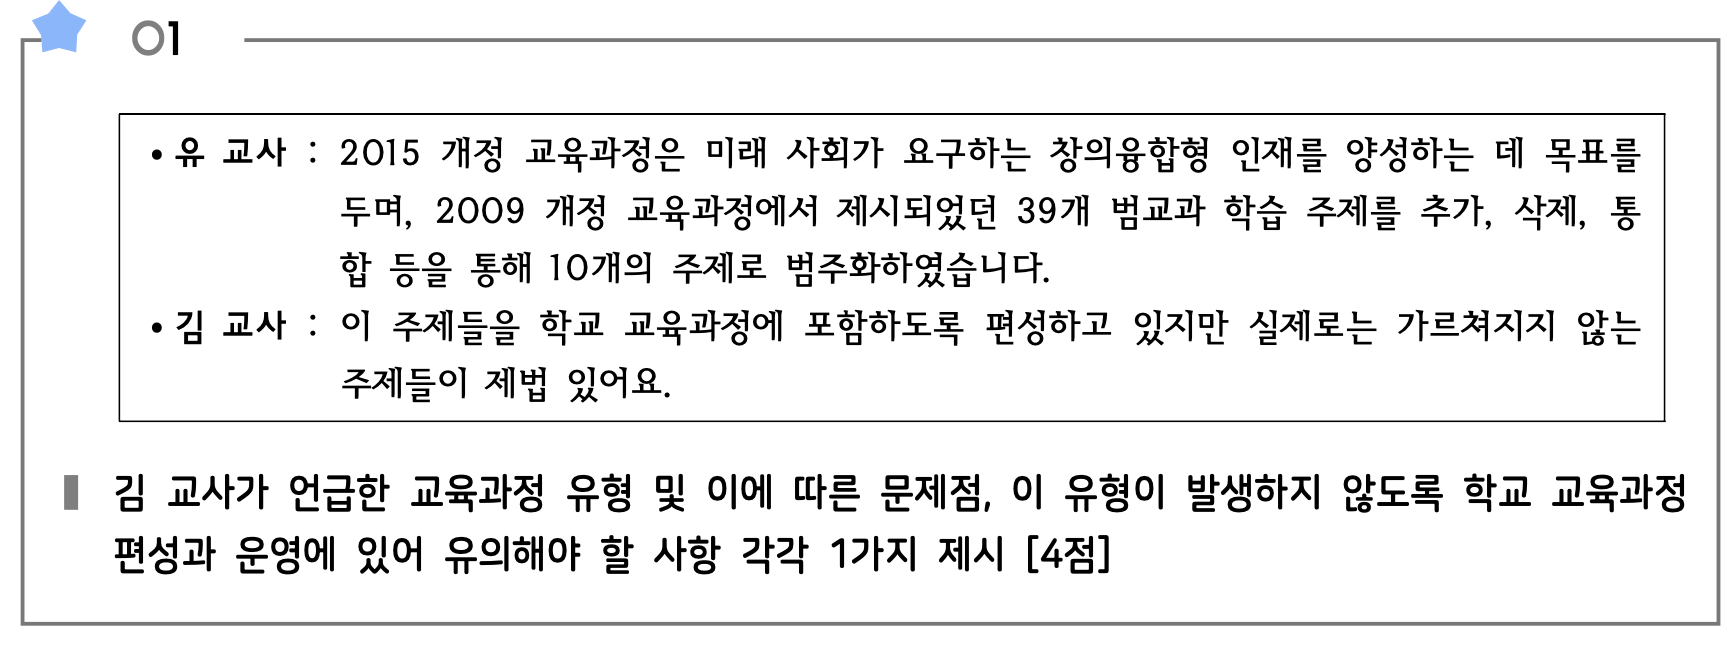 01
• 유 교사 : 2015 개정 교육과정은 미래 사회가 요구하는 창의융합형 인재를 양성하는 데 목표를
두며, 2009 개정 교육과정에서 제시되었던 39개 범교과 학습 주제를 추가, 삭제, 통
합 등을 통해 10개의 주제로 범주화하였습니다.
• 김 교사 : 이 주제들을 학교 교육과정에 포함하도록 편성하고 있지만 실제로는 가르쳐지지 않는
주제들이 제법 있어요.
김 교사가 언급한 교육과정 유형 및 이에 따른 문제점, 이 유형이 발생하지 않도록 학교 교육과정
편성과 운영에 있어 유의해야 할 사항 각각 1가지 제시 [4점]